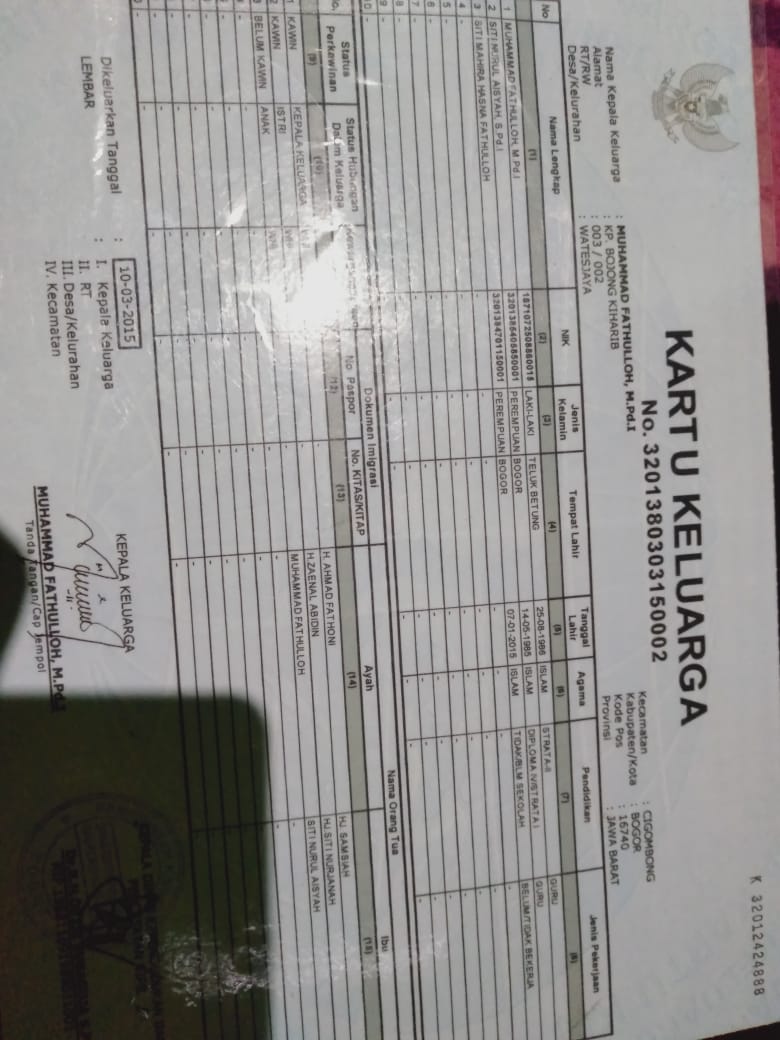 K 32012424888
KARTU KELUARGA
No. 3201380303150002
Nama Kepala Keluarga : MUHAMMAD FATHULLOH, M.Pd.I
Alamat : KP. BOJONG KIHARIB
RT/RW : 003 / 002
Desa/Kelurahan : WATESJAYA
Kecamatan : CIGOMBONG
Kabupaten/Kota : BOGOR
Kode Pos : 16740
Provinsi : JAWA BARAT
No Nama Lengkap NIK Jenis Kelamin Tempat Lahir Tanggal Lahir Agama Pendidikan Jenis Pekerjaan
(1) (2) (3) (4) (5) (6) (7) (8)
1 MUHAMMAD FATHULLOH, M.Pd.I 1871072508860015 LAKI-LAKI TELUK BETUNG 25-08-1986 ISLAM STRATA-II GURU
2 SITI NURUL AISYAH, S.Pd.I 3201385405850001 PEREMPUAN BOGOR 14-05-1985 ISLAM DIPLOMA IV/STRATA I GURU
3 SITI MAHIRA HASNA FATHULLOH 3201384701150001 PEREMPUAN BOGOR 07-01-2015 ISLAM TIDAK/BLM SEKOLAH BELUM/TIDAK BEKERJA
4 - - - - - - - -
5 - - - - - - - -
6 - - - - - - - -
7 - - - - - - - -
8
9
10
No. Status Perkawinan Status Hubungan Dalam Keluarga Dokumen Imigrasi Nama Orang Tua
No. Paspor No. KITAS/KITAP Ayah Ibu
(9) (10) (12) (13) (14) (15)
1 KAWIN KEPALA KELUARGA WNI - - H. AHMAD FATHONI HJ. SAMSIAH
2 KAWIN ISTRI WNI - - H.ZAENAL ABIDIN HJ.SITI NURJANAH
3 BELUM KAWIN ANAK - - MUHAMMAD FATHULLOH SITI NURUL AISYAH
Dikeluarkan Tanggal : 10-03-2015
LEMBAR : I. Kepala Keluarga
II. RT
III. Desa/Kelurahan
IV. Kecamatan
KEPALA KELUARGA
MUHAMMAD FATHULLOH, M.Pd.I
Tanda Tangan/Cap Jempol